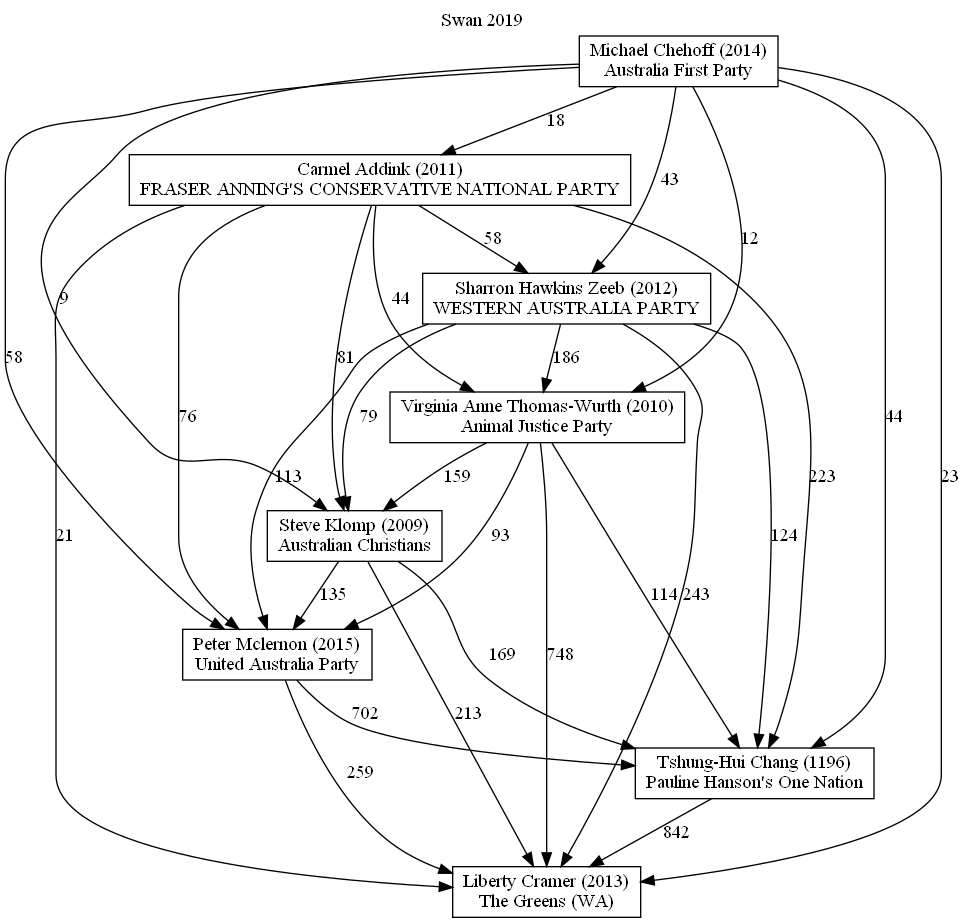 Swan 2019
Michael Chehoff (2014)
Australia First Party
18
Carmel Addink (2011)
FRASER ANNING'S CONSERVATIVE NATIONAL PARTY
43
58
12
Sharron Hawkins Zeeb (2012)
WESTERN AUSTRALIA PARTY
9
44
58
81
186
Virginia Anne Thomas-Wurth (2010)
Animal Justice Party
76
79
44
113
159
223
23
Steve Klomp (2009)
Australian Christians
21
93
124
135
114
243
Peter Mclernon (2015)
United Australia Party
169
748
702
213
Tshung-Hui Chang (1196)
Pauline Hanson's One Nation
259
842
Liberty Cramer (2013)
The Greens (WA)